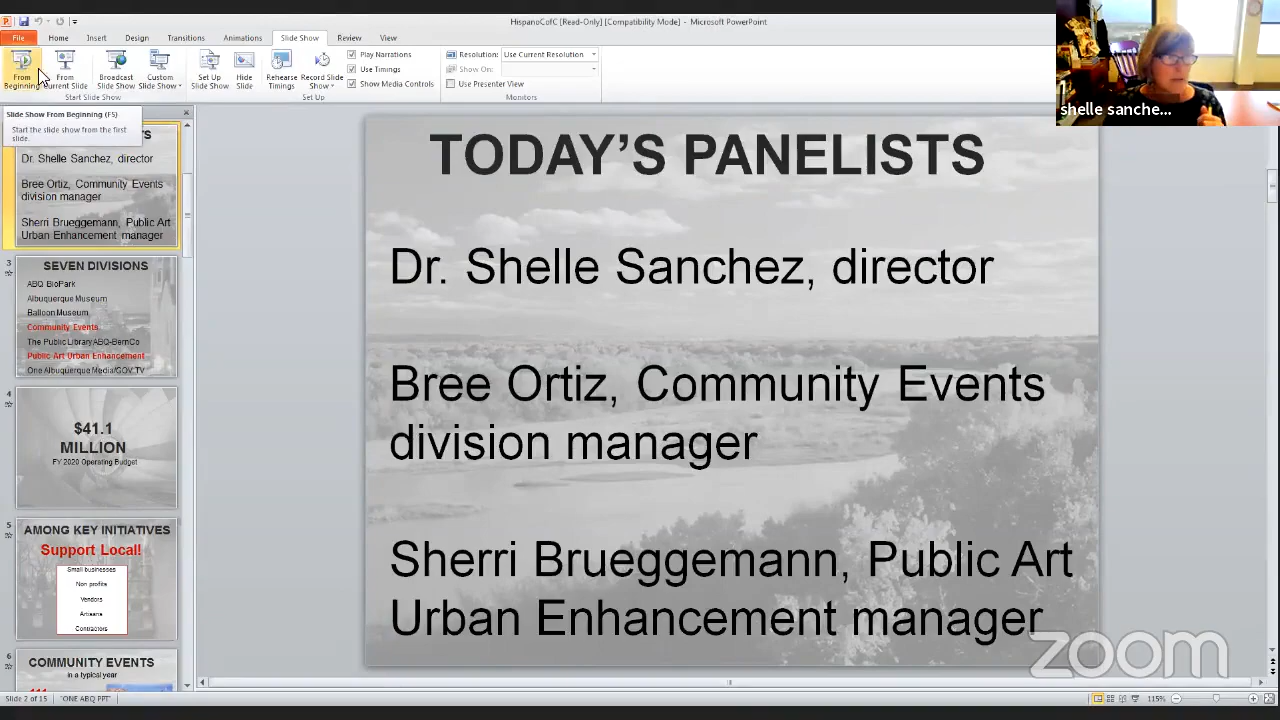 HispanoCofC [Read-Only] [Compatibility Mode] - Microsoft PowerPoint
File Home Insert Design Transitions Animations Slide Show Review View
From Beginning
From Current Slide
Broadcast Slide Show
Custom Slide Show
Set Up Slide Show
Hide Slide
Rehearse Timings
Record Slide Show
Play Narrations
Use Timings
Show Media Controls
Resolution: Use Current Resolution
Show On:
Use Presenter View
Start Slide Show
Set Up
Monitors
shelle sanche...
Slide Show From Beginning (F5)
Start the slide show from the first
slide.
TS
Dr. Shelle Sanchez, director
Bree Ortiz, Community Events
division manager
Sherri Brueggemann, Public Art
Urban Enhancement manager
3
SEVEN DIVISIONS
ABQ BioPark
Albuquerque Museum
Balloon Museum
Community Events
The Public Library ABQ-BernCo
Public Art Urban Enhancement
One Albuquerque Media/GOV TV
4
$41.1
MILLION
FY 2020 Operating Budget
5
AMONG KEY INITIATIVES
Support Local!
Small businesses
Non profits
Vendors
Artisans
Contractors
6
COMMUNITY EVENTS
in a typical year
TODAY'S PANELISTS
Dr. Shelle Sanchez, director
Bree Ortiz, Community Events
division manager
Sherri Brueggemann, Public Art
Urban Enhancement manager
zoom
Slide 2 of 15 "ONE ABQ PPT" 115%